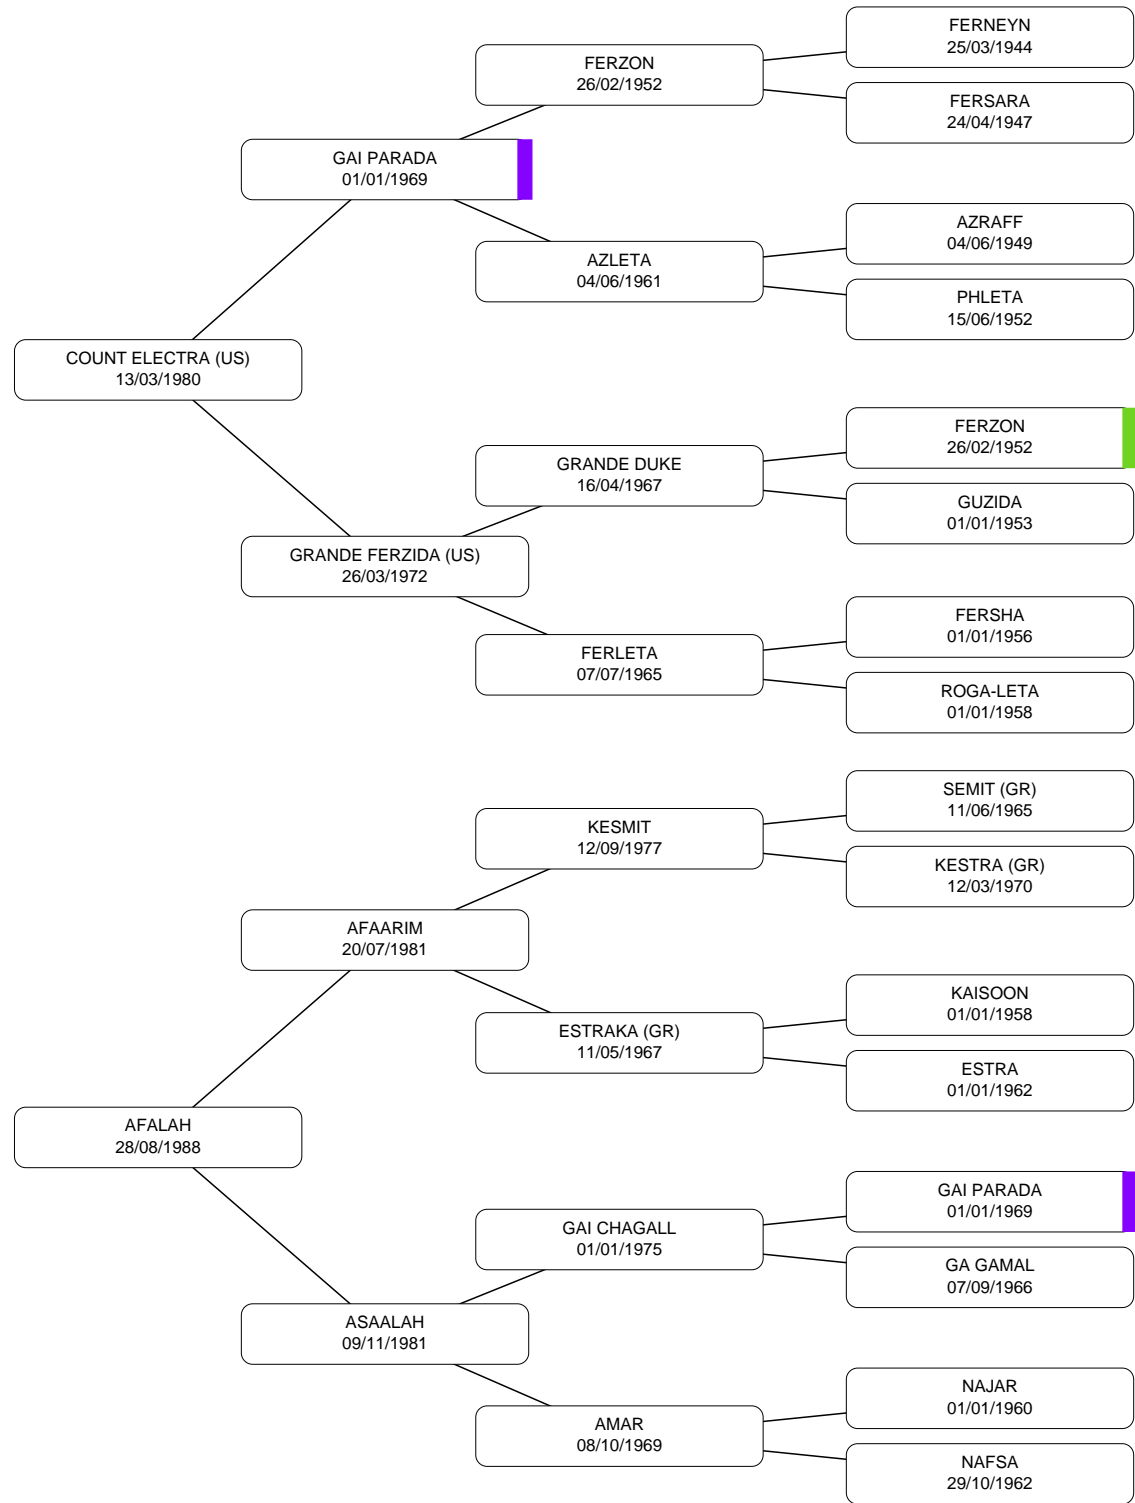 FERNEYN
25/03/1944
FERZON
26/02/1952
FERSARA
24/04/1947
GAI PARADA
01/01/1969
AZRAFF
04/06/1949
AZLETA
04/06/1961
PHLETA
15/06/1952
COUNT ELECTRA (US)
13/03/1980
FERZON
26/02/1952
GRANDE DUKE
16/04/1967
GUZIDA
01/01/1953
GRANDE FERZIDA (US)
26/03/1972
FERSHA
01/01/1956
FERLETA
07/07/1965
ROGA-LETA
01/01/1958
SEMIT (GR)
11/06/1965
KESMIT
12/09/1977
KESTRA (GR)
12/03/1970
AFAARIM
20/07/1981
KAISOON
01/01/1958
ESTRAKA (GR)
11/05/1967
ESTRA
01/01/1962
AFALAH
28/08/1988
GAI PARADA
01/01/1969
GAI CHAGALL
01/01/1975
GA GAMAL
07/09/1966
ASAALAH
09/11/1981
NAJAR
01/01/1960
AMAR
08/10/1969
NAFSA
29/10/1962